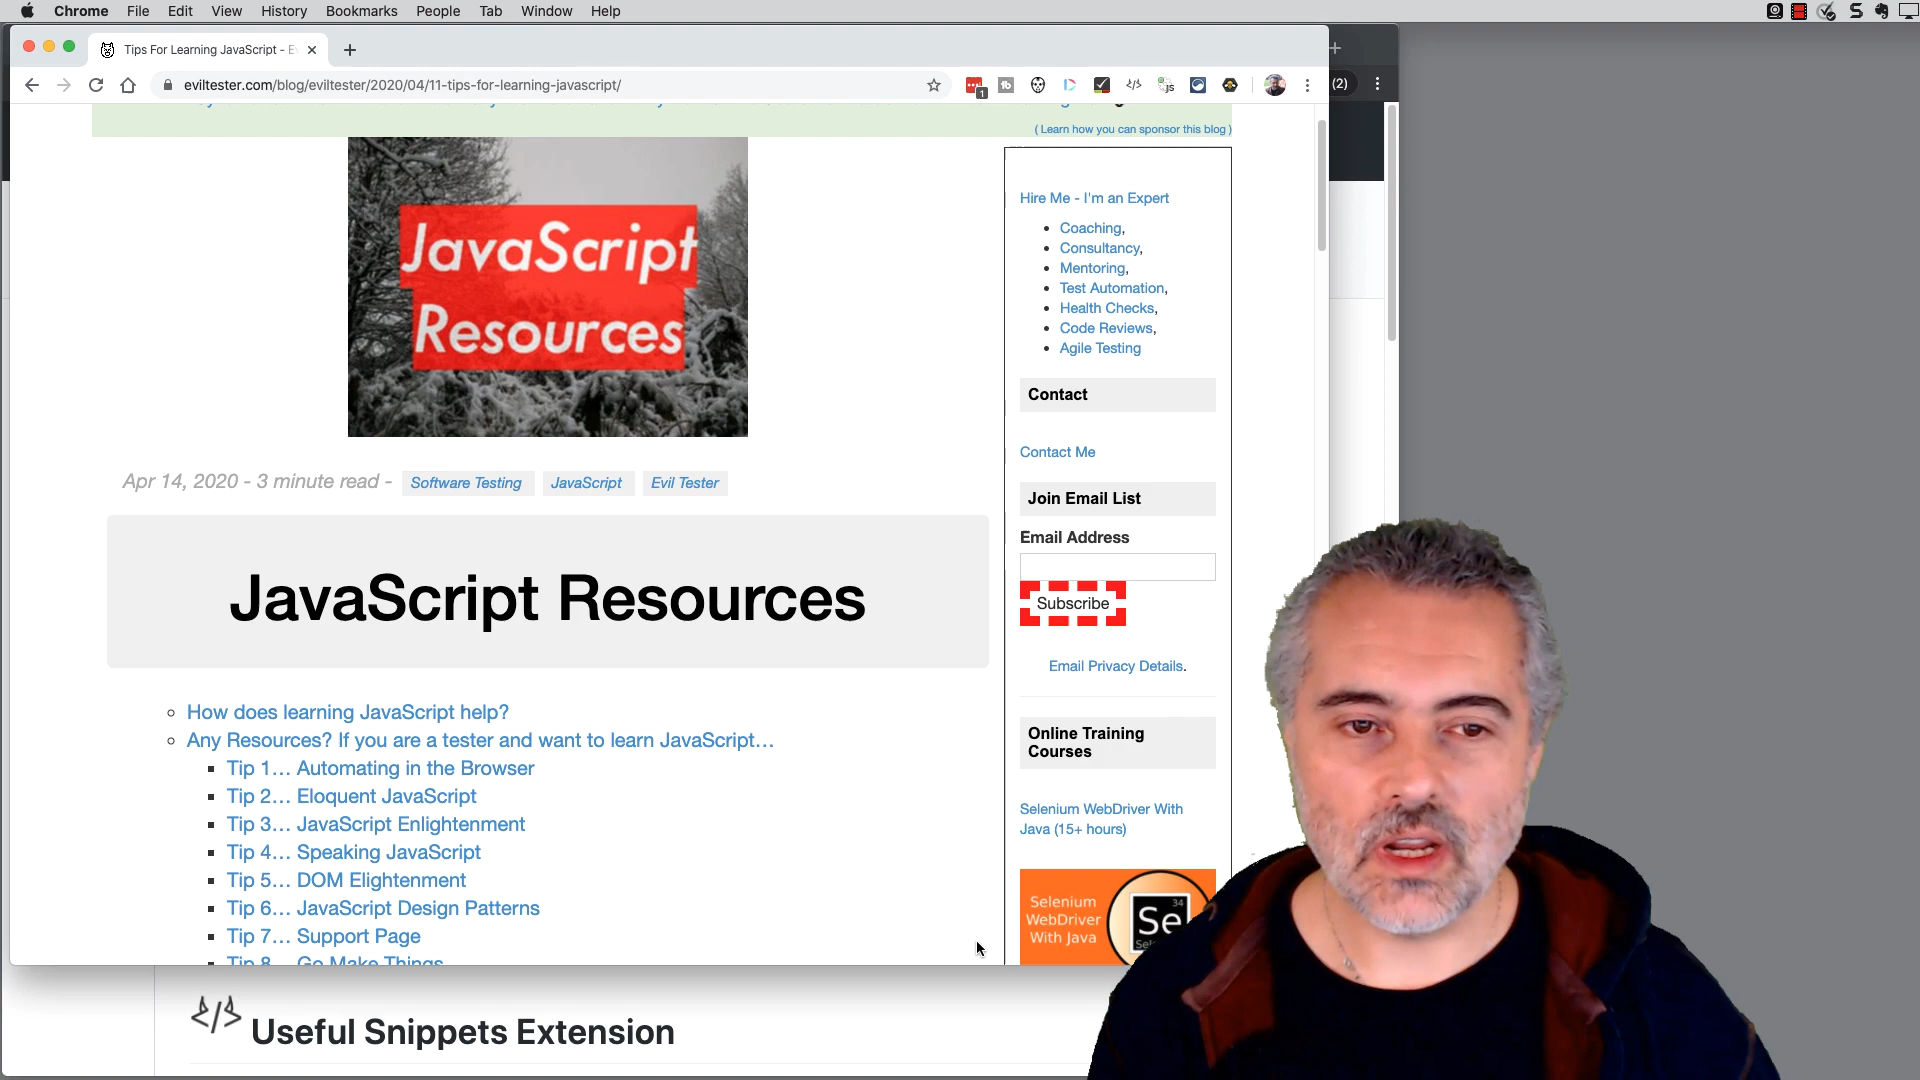 Chrome File Edit View History Bookmarks People Tab Window Help
Tips For Learning JavaScript - E
eviltester.com/blog/eviltester/2020/04/11-tips-for-learning-javascript/
1
(2)
( Learn how you can sponsor this blog )
JavaScript
Resources
Apr 14, 2020 - 3 minute read - Software Testing JavaScript Evil Tester
JavaScript Resources
How does learning JavaScript help?
Any Resources? If you are a tester and want to learn JavaScript...
Tip 1... Automating in the Browser
Tip 2... Eloquent JavaScript
Tip 3... JavaScript Enlightenment
Tip 4... Speaking JavaScript
Tip 5... DOM Elightenment
Tip 6... JavaScript Design Patterns
Tip 7... Support Page
Tip 8... Go Make Things
Hire Me - I'm an Expert
Coaching,
Consultancy,
Mentoring,
Test Automation,
Health Checks,
Code Reviews,
Agile Testing
Contact
Contact Me
Join Email List
Email Address
Subscribe
Email Privacy Details.
Online Training
Courses
Selenium WebDriver With
Java (15+ hours)
Selenium
WebDriver
With Java
34
Se
</> Useful Snippets Extension